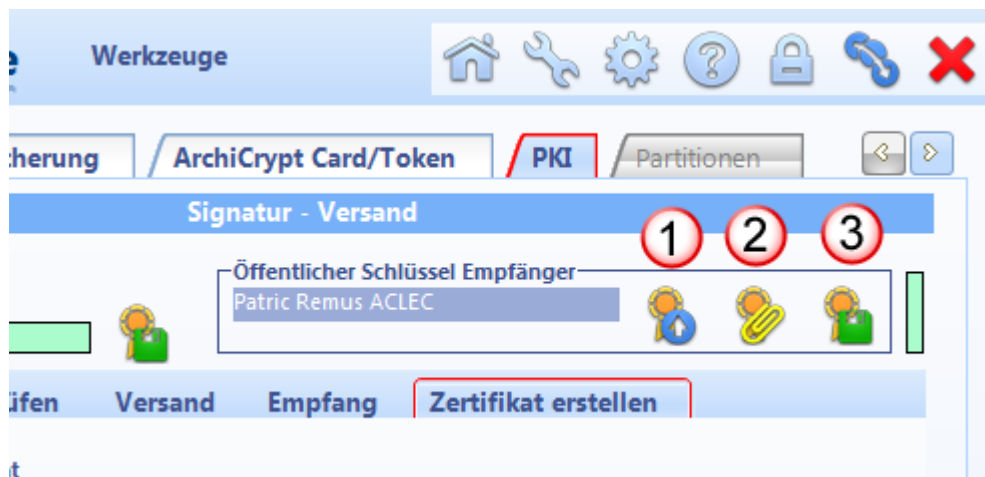 Werkzeuge
cherung
ArchiCrypt Card/Token
PKI
Partitionen
Signatur - Versand
1 2 3
Öffentlicher Schlüssel Empfänger
Patric Remus ACLEC
üfen Versand Empfang Zertifikat erstellen